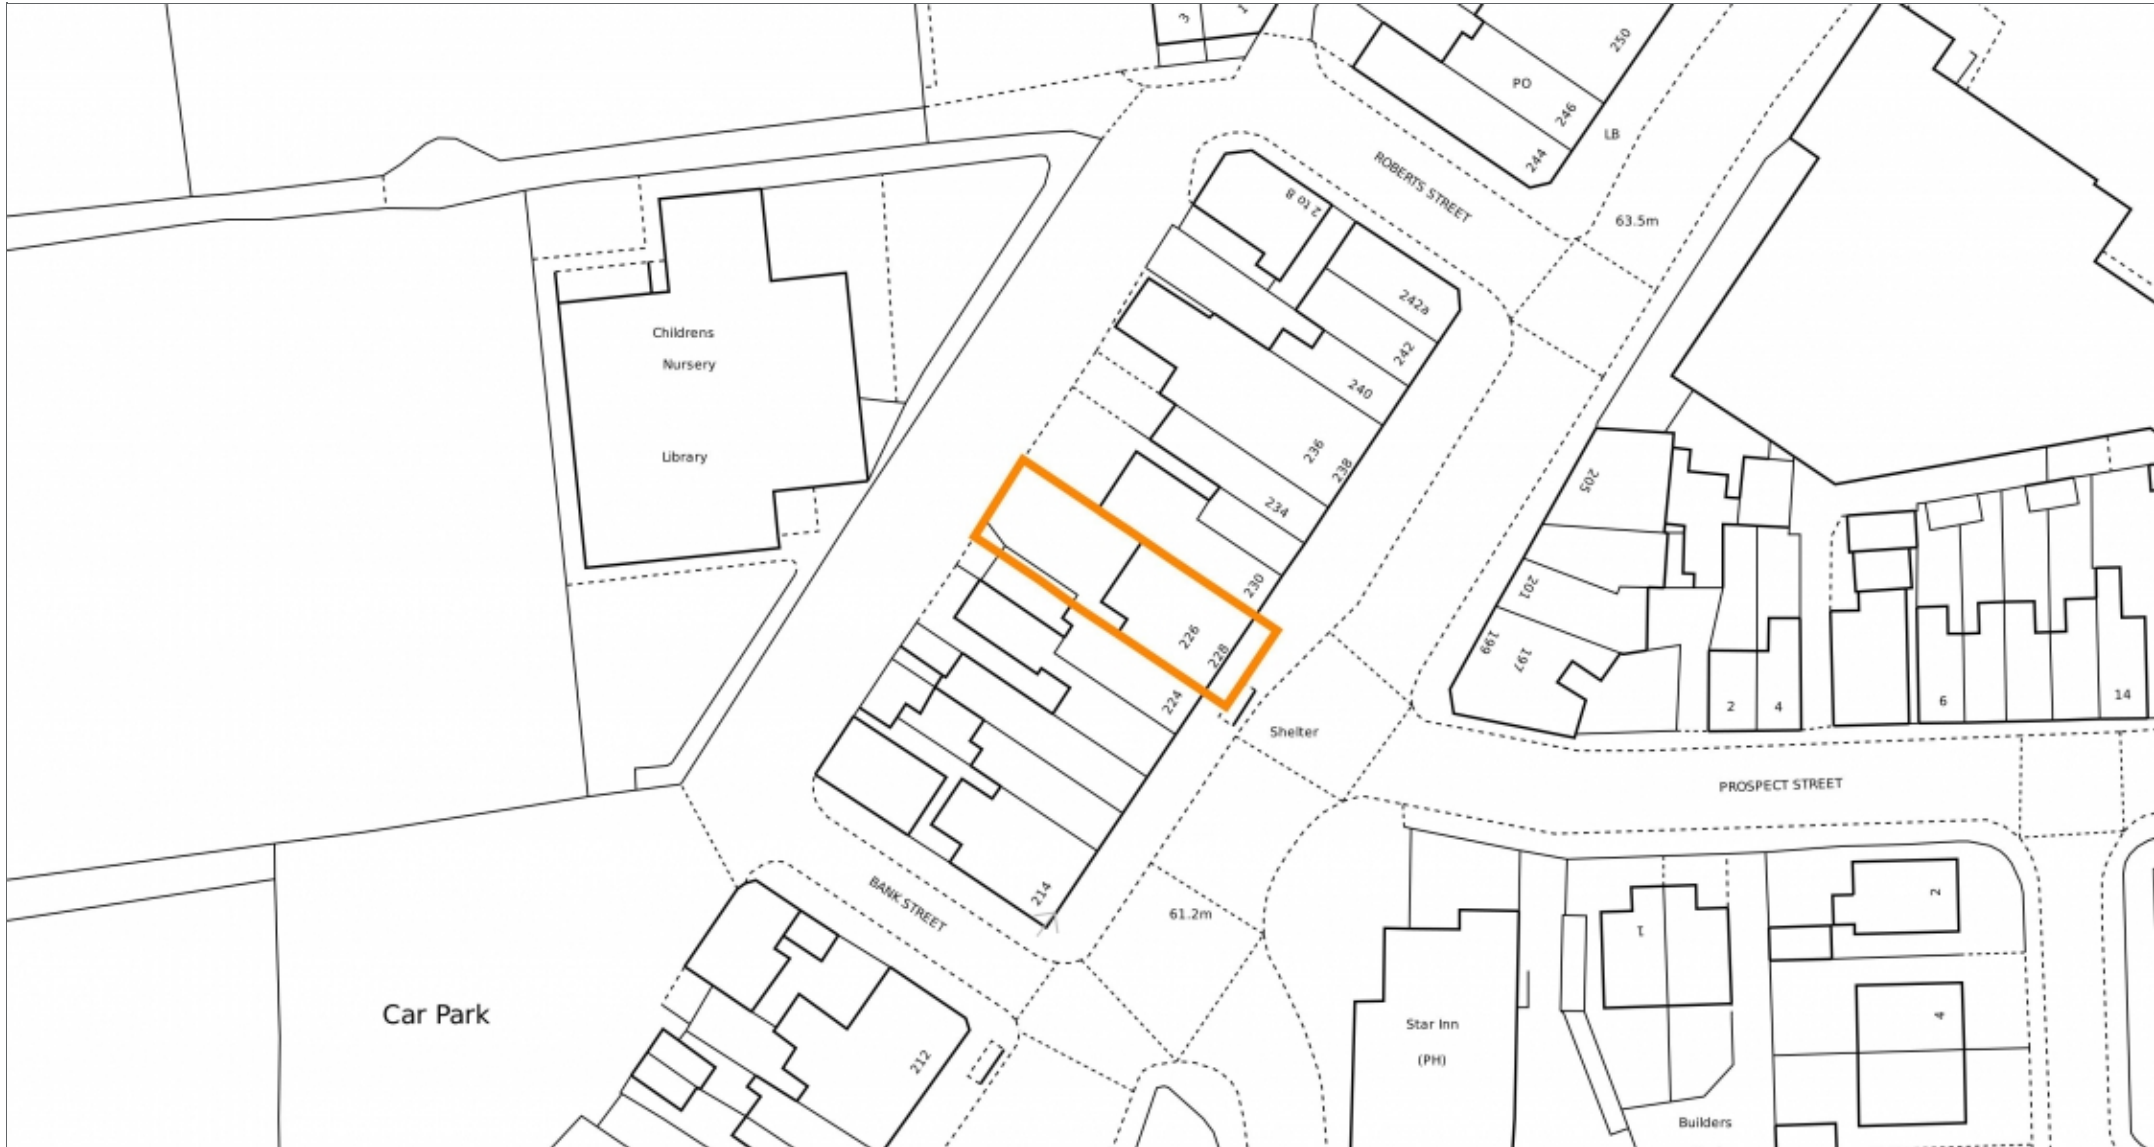 3
1
250
PO
246
LB
244
ROBERTS STREET
63.5m
2 to 8
242a
242
240
Childrens
Nursery
Library
236
238
234
205
230
201
226
228
199
197
224
Shelter
2
4
6
14
PROSPECT STREET
214
BANK STREET
61.2m
2
1
Car Park
212
Star Inn
(PH)
4
Builders